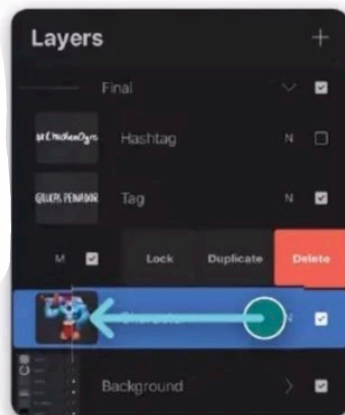 Layers
Final
Hashtag N
Tag N
M Lock Duplicate Delete
N
Background